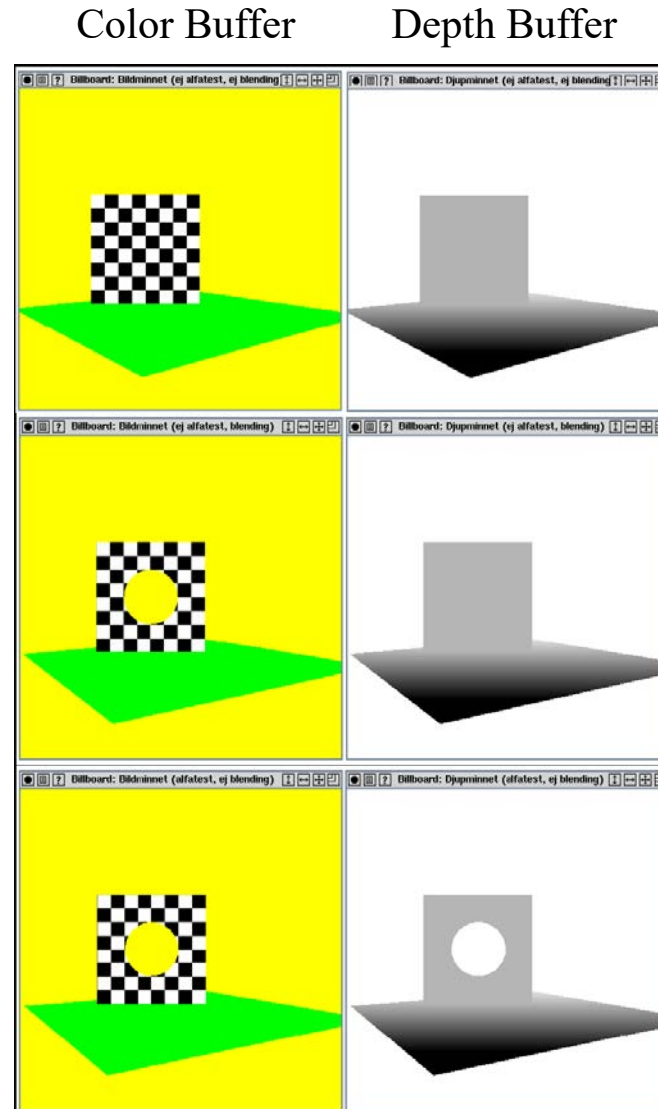 Color Buffer
Depth Buffer
Billboard: Bildminnet (ej alfatest, ej blending
Billboard: Djupminnet (ej alfatest, ej blending
Billboard: Bildminnet (ej alfatest, blending)
Billboard: Djupminnet (ej alfatest, blending)
Billboard: Bildminnet (alfatest, ej blending)
Billboard: Djupminnet (alfatest, ej blending)